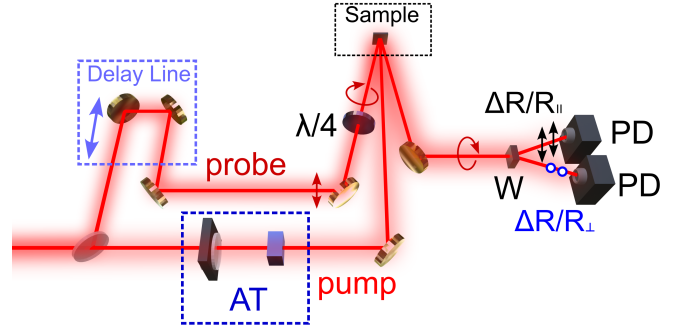 Sample
Delay Line
λ/4
ΔR/R∥
PD
probe
W
PD
ΔR/R⊥
AT
pump